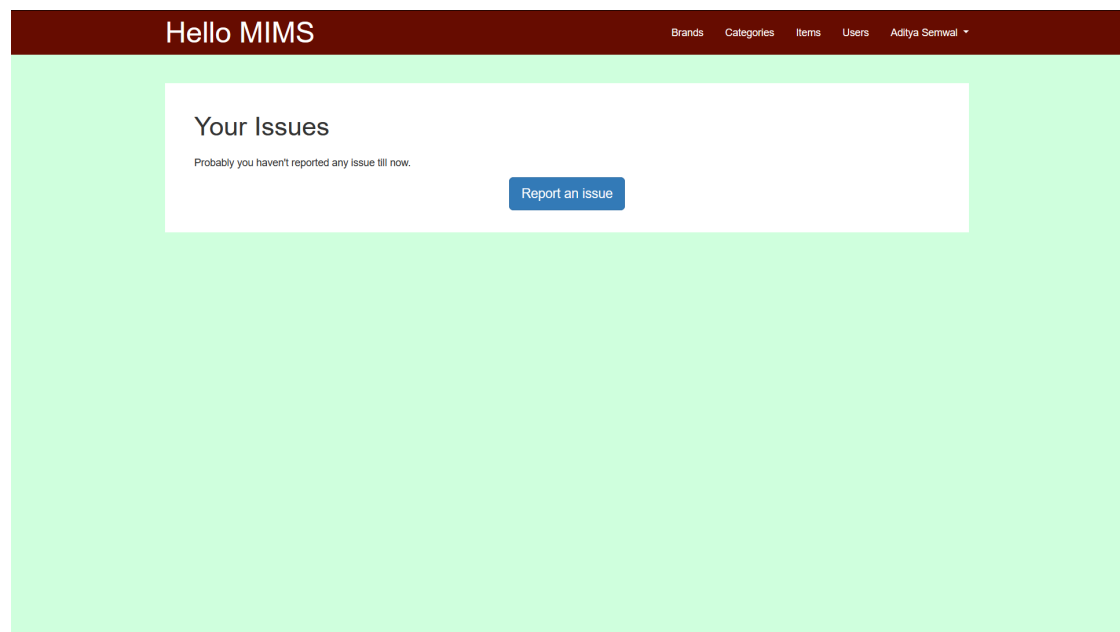 Hello MIMS
Brands Categories Items Users Aditya Semwal
Your Issues
Probably you haven't reported any issue till now.
Report an issue